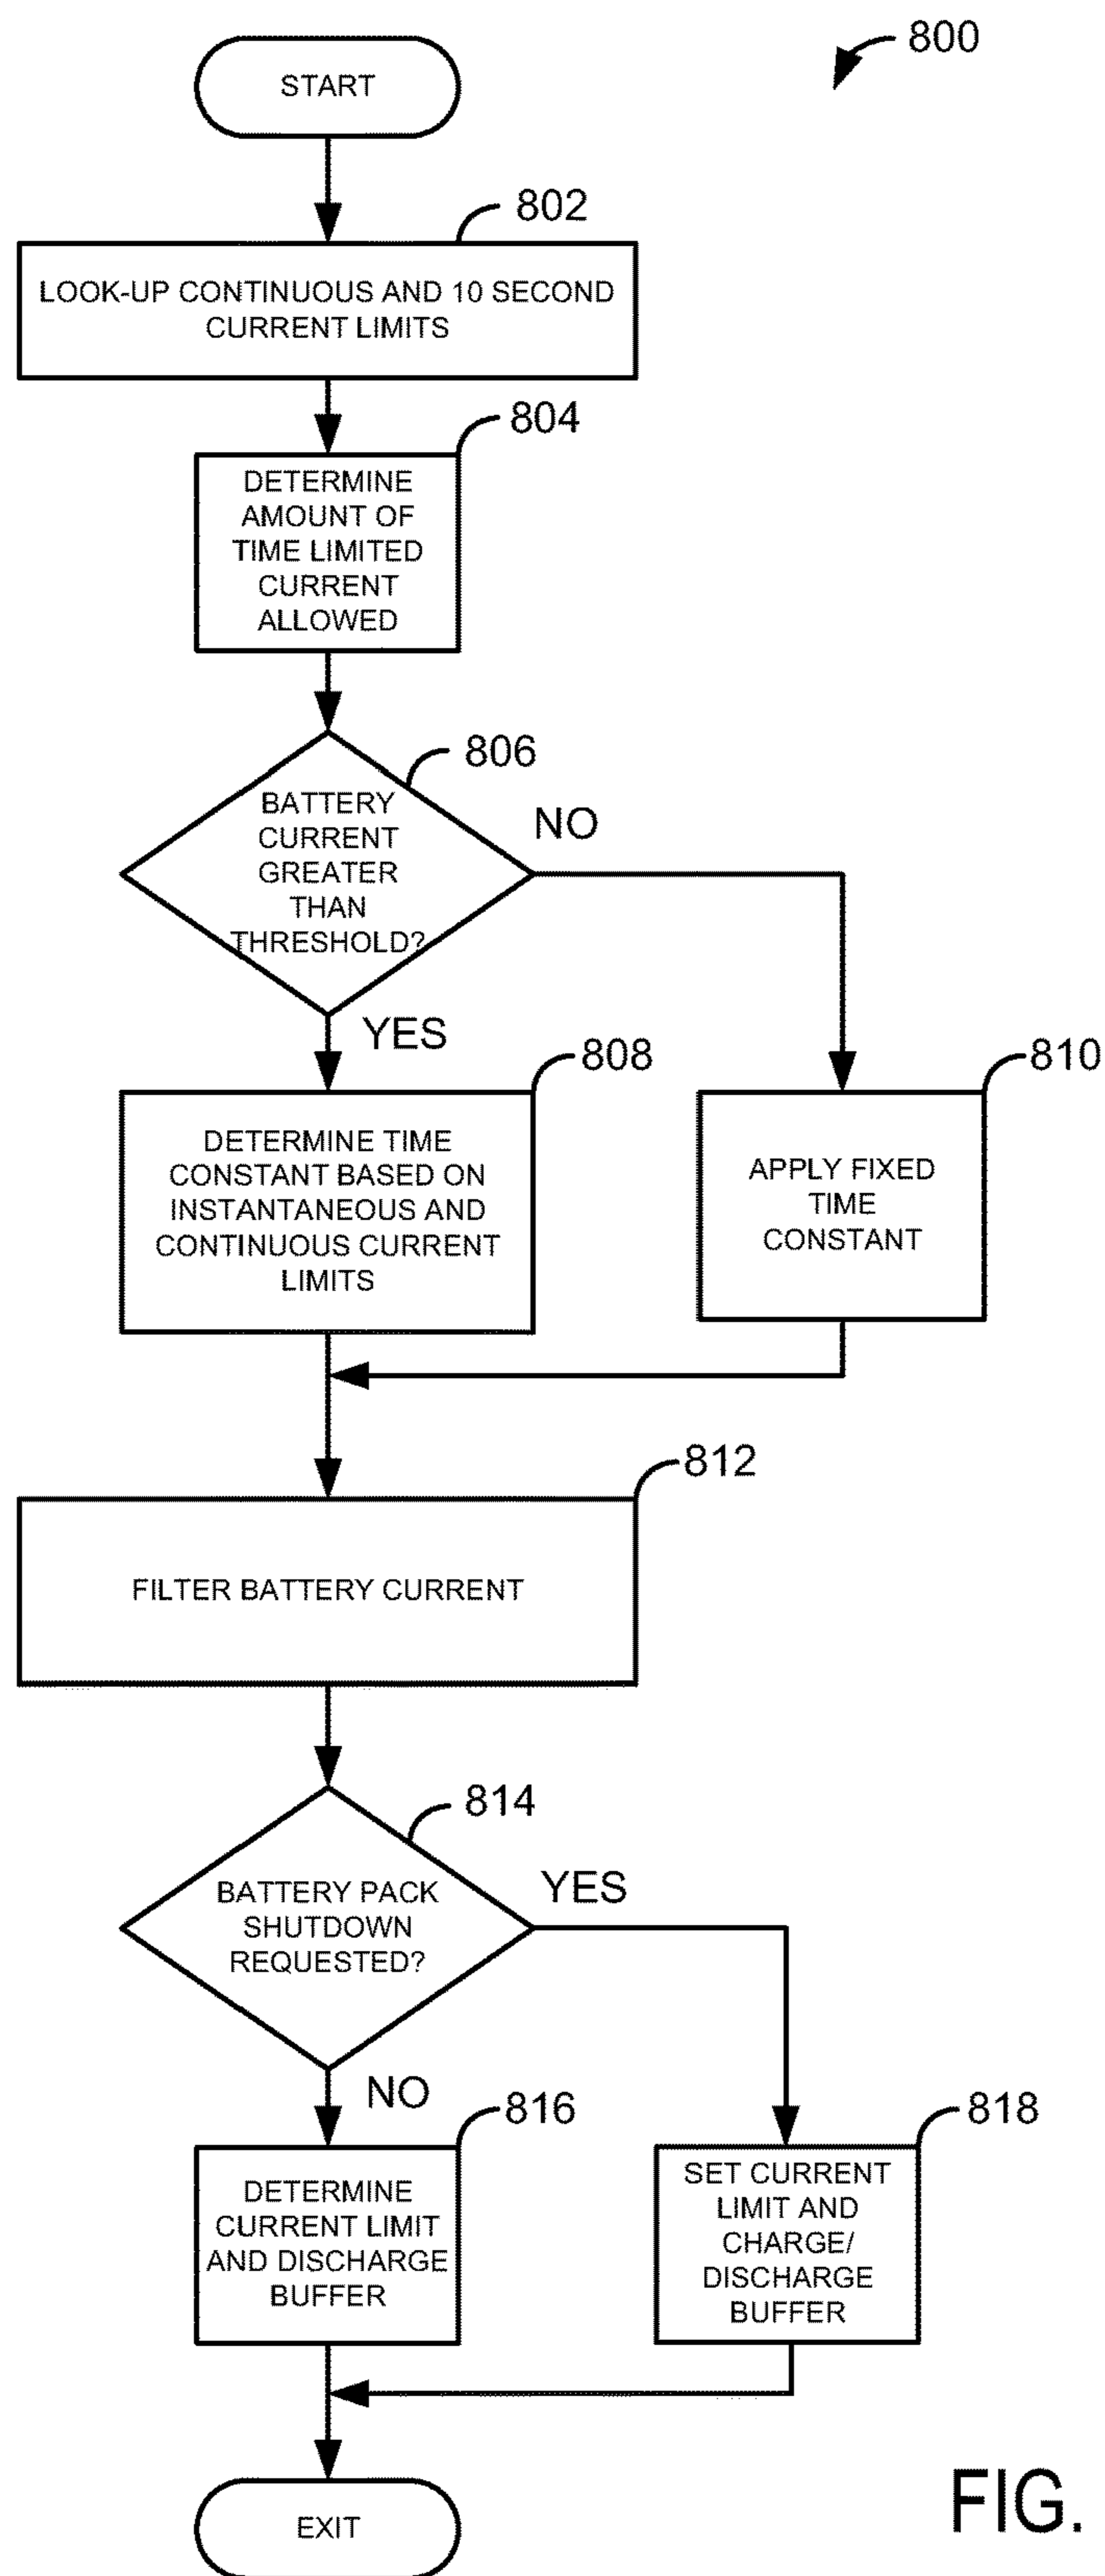 800
START
802
LOOK-UP CONTINUOUS AND 10 SECOND
CURRENT LIMITS
804
DETERMINE
AMOUNT OF
TIME LIMITED
CURRENT
ALLOWED
806
BATTERY
CURRENT
GREATER
THAN
THRESHOLD?
NO
YES
808
DETERMINE TIME
CONSTANT BASED ON
INSTANTANEOUS AND
CONTINUOUS CURRENT
LIMITS
810
APPLY FIXED
TIME
CONSTANT
812
FILTER BATTERY CURRENT
814
BATTERY PACK
SHUTDOWN
REQUESTED?
YES
NO
816
DETERMINE
CURRENT LIMIT
AND DISCHARGE
BUFFER
818
SET CURRENT
LIMIT AND
CHARGE/
DISCHARGE
BUFFER
EXIT
FIG.